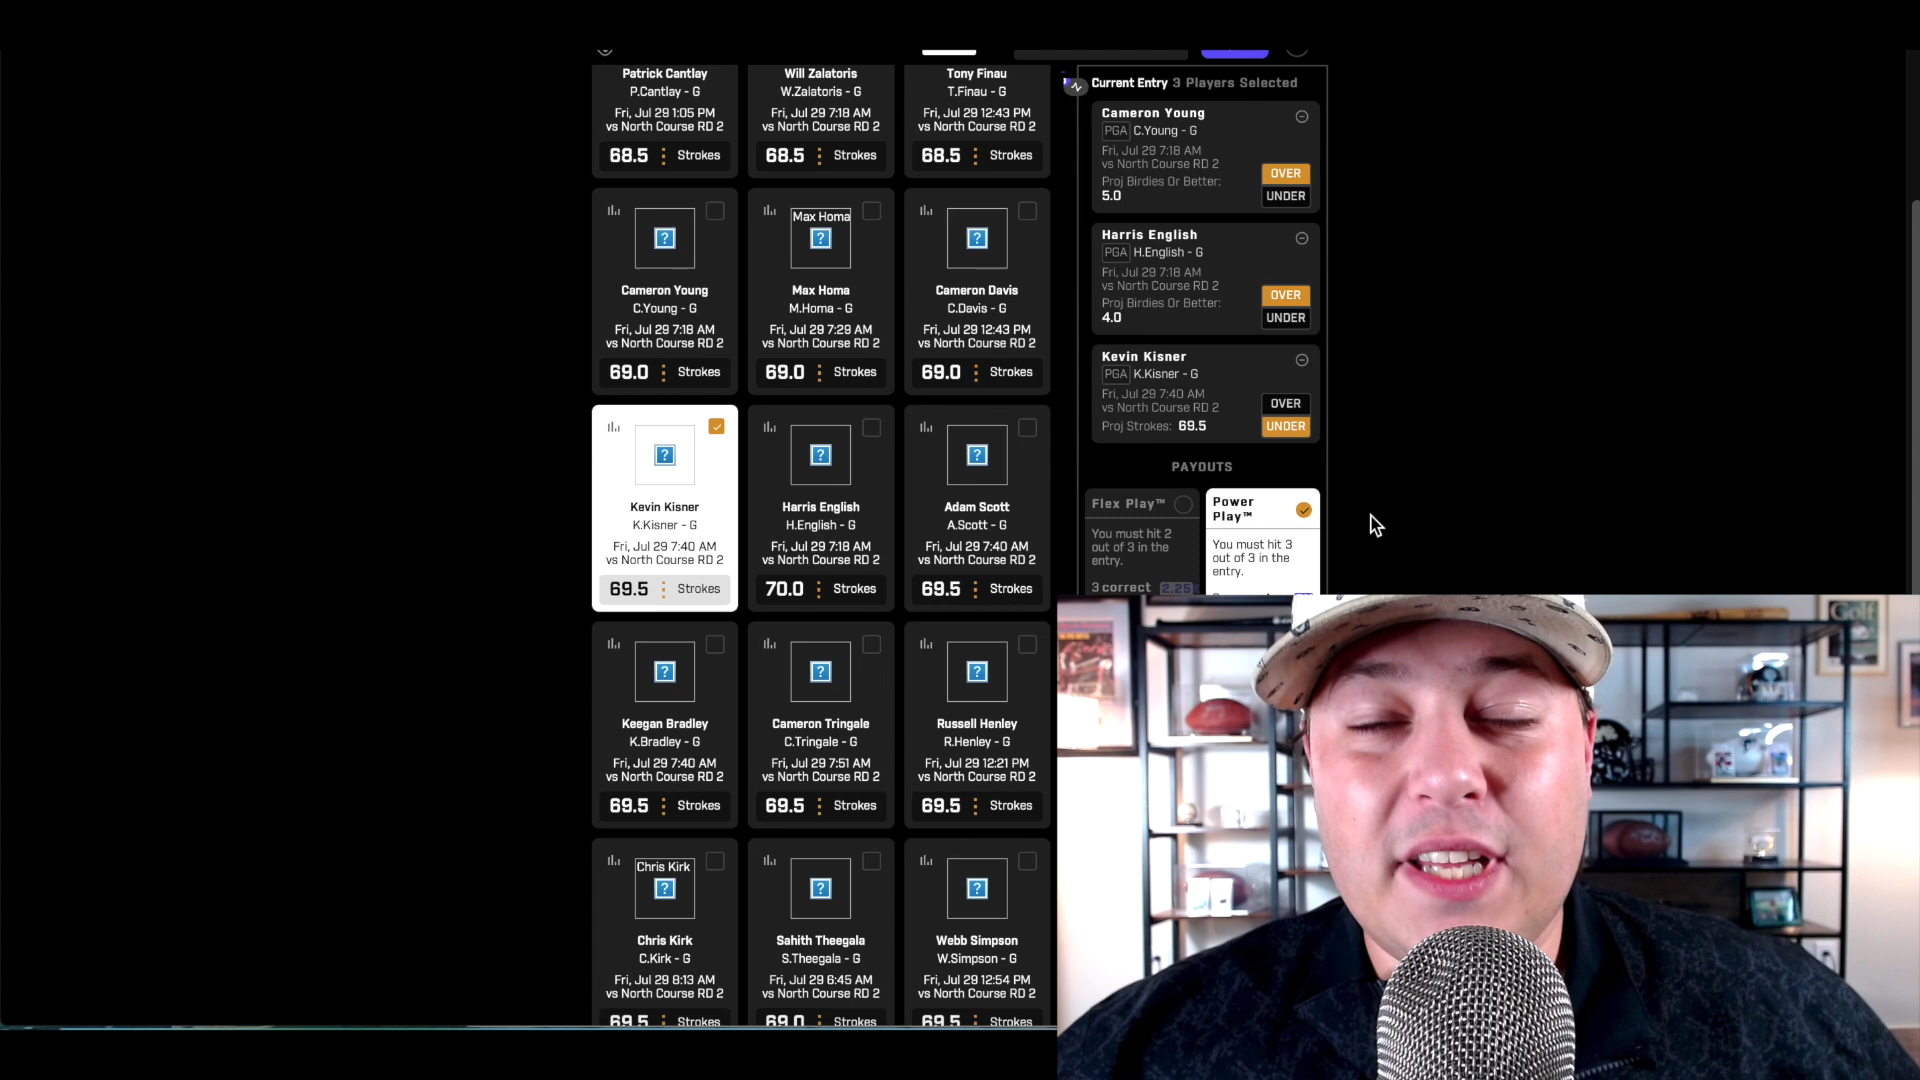 Patrick Cantlay
P.Cantlay - G
Fri, Jul 29 1:05 PM
vs North Course RD 2
68.5 Strokes
Will Zalatoris
W.Zalatoris - G
Fri, Jul 29 7:18 AM
vs North Course RD 2
68.5 Strokes
Tony Finau
T.Finau - G
Fri, Jul 29 12:43 PM
vs North Course RD 2
68.5 Strokes
?
Cameron Young
C.Young - G
Fri, Jul 29 7:18 AM
vs North Course RD 2
69.0 Strokes
Max Homa
?
Max Homa
M.Homa - G
Fri, Jul 29 7:29 AM
vs North Course RD 2
69.0 Strokes
?
Cameron Davis
C.Davis - G
Fri, Jul 29 12:43 PM
vs North Course RD 2
69.0 Strokes
?
Kevin Kisner
K.Kisner - G
Fri, Jul 29 7:40 AM
vs North Course RD 2
69.5 Strokes
?
Harris English
H.English - G
Fri, Jul 29 7:18 AM
vs North Course RD 2
70.0 Strokes
?
Adam Scott
A.Scott - G
Fri, Jul 29 7:40 AM
vs North Course RD 2
69.5 Strokes
?
Keegan Bradley
K.Bradley - G
Fri, Jul 29 7:40 AM
vs North Course RD 2
69.5 Strokes
?
Cameron Tringale
C.Tringale - G
Fri, Jul 29 7:51 AM
vs North Course RD 2
69.5 Strokes
?
Russell Henley
R.Henley - G
Fri, Jul 29 12:21 PM
vs North Course RD 2
69.5 Strokes
Chris Kirk
?
Chris Kirk
C.Kirk - G
Fri, Jul 29 8:13 AM
vs North Course RD 2
69.5 Strokes
?
Sahith Theegala
S.Theegala - G
Fri, Jul 29 6:45 AM
vs North Course RD 2
69.0 Strokes
?
Webb Simpson
W.Simpson - G
Fri, Jul 29 12:54 PM
vs North Course RD 2
69.5 Strokes
Current Entry 3 Players Selected
Cameron Young
PGA C.Young - G
Fri, Jul 29 7:18 AM
vs North Course RD 2
Proj Birdies Or Better:
5.0
OVER
UNDER
Harris English
PGA H.English - G
Fri, Jul 29 7:18 AM
vs North Course RD 2
Proj Birdies Or Better:
4.0
OVER
UNDER
Kevin Kisner
PGA K.Kisner - G
Fri, Jul 29 7:40 AM
vs North Course RD 2
Proj Strokes: 69.5
OVER
UNDER
PAYOUTS
Flex Play™
You must hit 2
out of 3 in the
entry.
3 correct 2.25
Power
Play™
You must hit 3
out of 3 in the
entry.
Golf